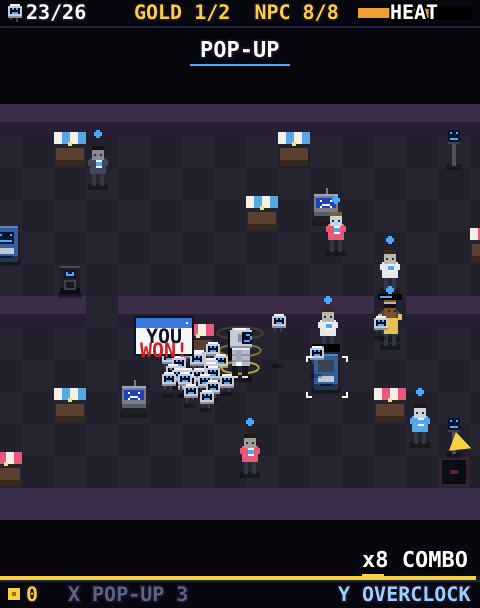 23/26 GOLD 1/2 NPC 8/8 HEAT
POP-UP
YOU
WON!
x8 COMBO
0 X POP-UP 3 Y OVERCLOCK